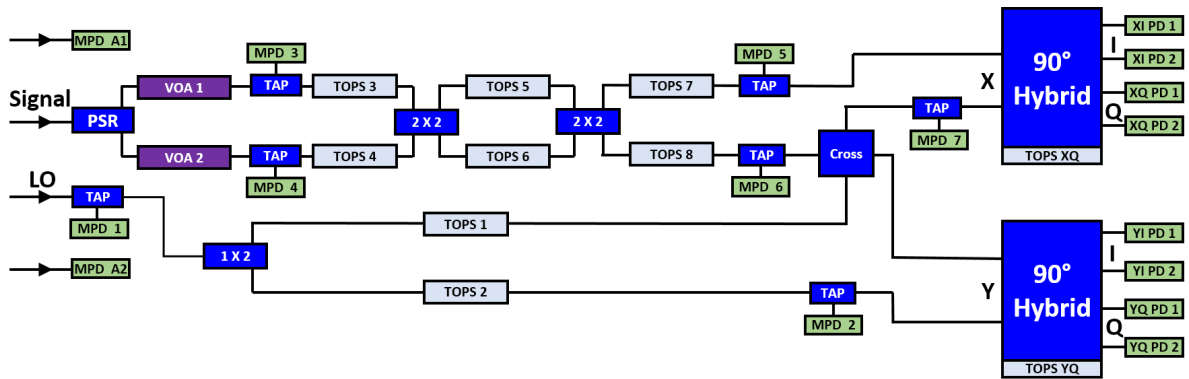 MPD A1
Signal
PSR
VOA 1
MPD 3
TAP
TOPS 3
2 X 2
TOPS 5
2 X 2
TOPS 7
MPD 5
TAP
VOA 2
TAP
MPD 4
TOPS 4
TOPS 6
TOPS 8
TAP
MPD 6
Cross
TAP
MPD 7
X
90°
Hybrid
TOPS XQ
XI PD 1
I
XI PD 2
XQ PD 1
Q
XQ PD 2
LO
TAP
MPD 1
1 X 2
TOPS 1
TOPS 2
TAP
MPD 2
MPD A2
Y
90°
Hybrid
TOPS YQ
YI PD 1
I
YI PD 2
YQ PD 1
Q
YQ PD 2